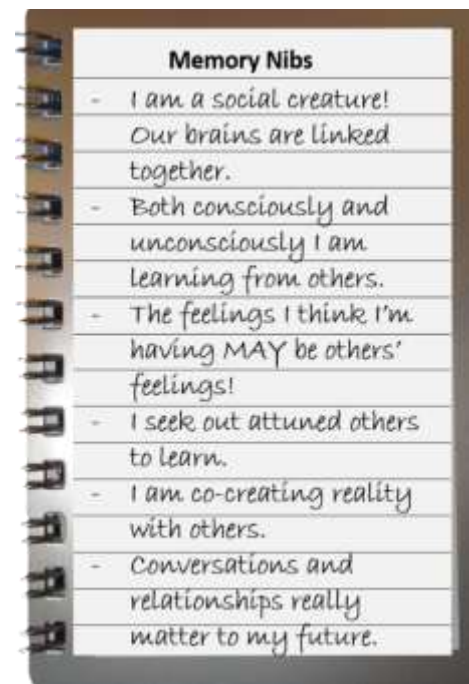 Memory Nibs
- I am a social creature!
Our brains are linked
together.
- Both consciously and
unconsciously I am
learning from others.
- The feelings I think I'm
having MAY be others'
feelings!
- I seek out attuned others
to learn.
- I am co-creating reality
with others.
- Conversations and
relationships really
matter to my future.